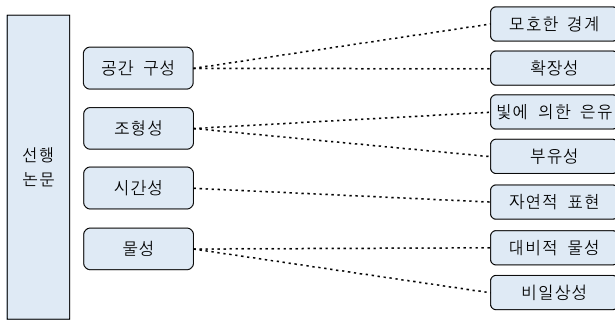 선행
논문
공간 구성
조형성
시간성
물성
모호한 경계
확장성
빛에 의한 은유
부유성
자연적 표현
대비적 물성
비일상성